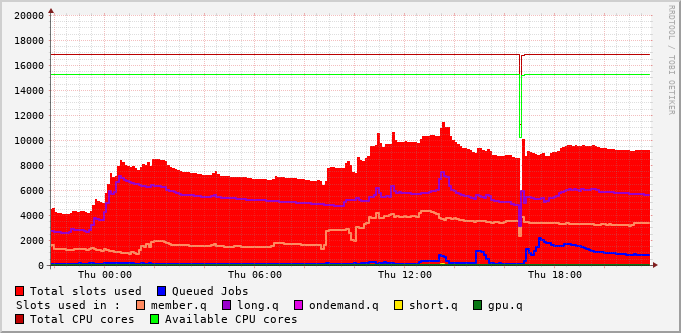 20000
18000
16000
14000
12000
10000
8000
6000
4000
2000
0
Thu 00:00 Thu 06:00 Thu 12:00 Thu 18:00
RRDTOOL / TOBI OETIKER
Total slots used Queued Jobs
Slots used in : member.q long.q ondemand.q short.q gpu.q
Total CPU cores Available CPU cores